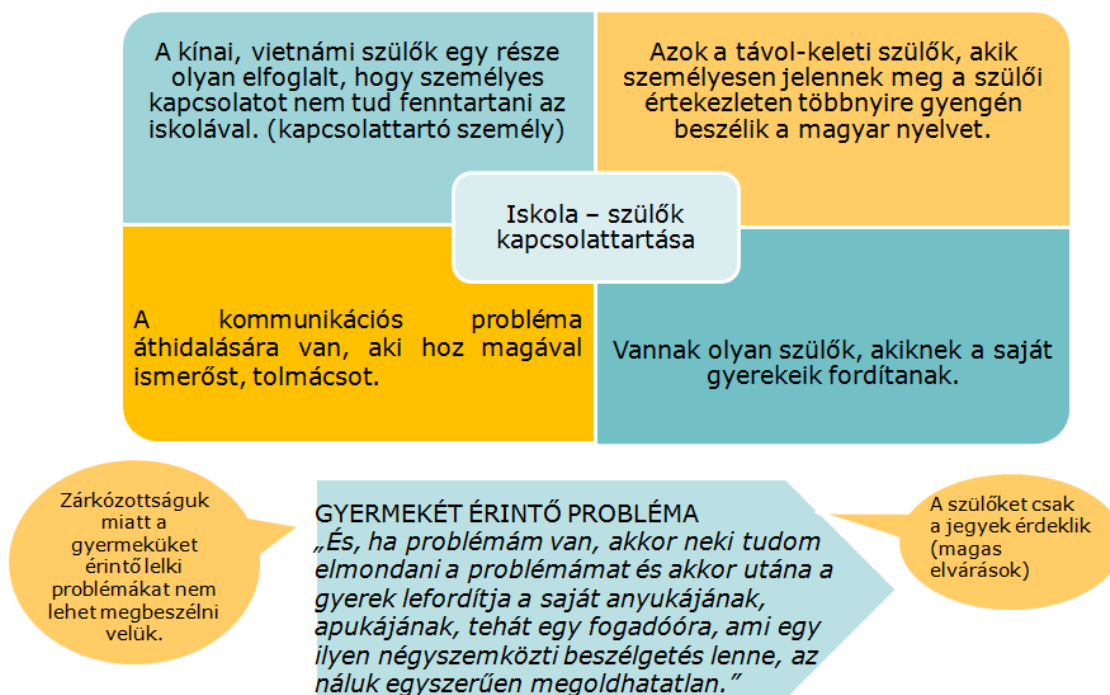 A kínai, vietnámi szülők egy része
olyan elfoglalt, hogy személyes
kapcsolatot nem tud fenntartani az
iskolával. (kapcsolattartó személy)
Azok a távol-keleti szülők, akik
személyesen jelennek meg a szülői
értekezleten többnyire gyengén
beszélik a magyar nyelvet.
Iskola – szülők
kapcsolattartása
A kommunikációs probléma
áthidalására van, aki hoz magával
ismerőst, tolmácsot.
Vannak olyan szülők, akiknek a saját
gyerekeik fordítanak.
Zárkózottságuk
miatt a
gyermeküket
érintő lelki
problémákat nem
lehet megbeszélni
velük.
GYERMEKÉT ÉRINTŐ PROBLÉMA
„És, ha problémám van, akkor neki tudom
elmondani a problémámat és akkor utána a
gyerek lefordítja a saját anyukájának,
apukájának, tehát egy fogadóóra, ami egy
ilyen négyszemközti beszélgetés lenne, az
náluk egyszerűen megoldhatatlan.”
A szülőket csak
a jegyek érdeklik
(magas
elvárások)